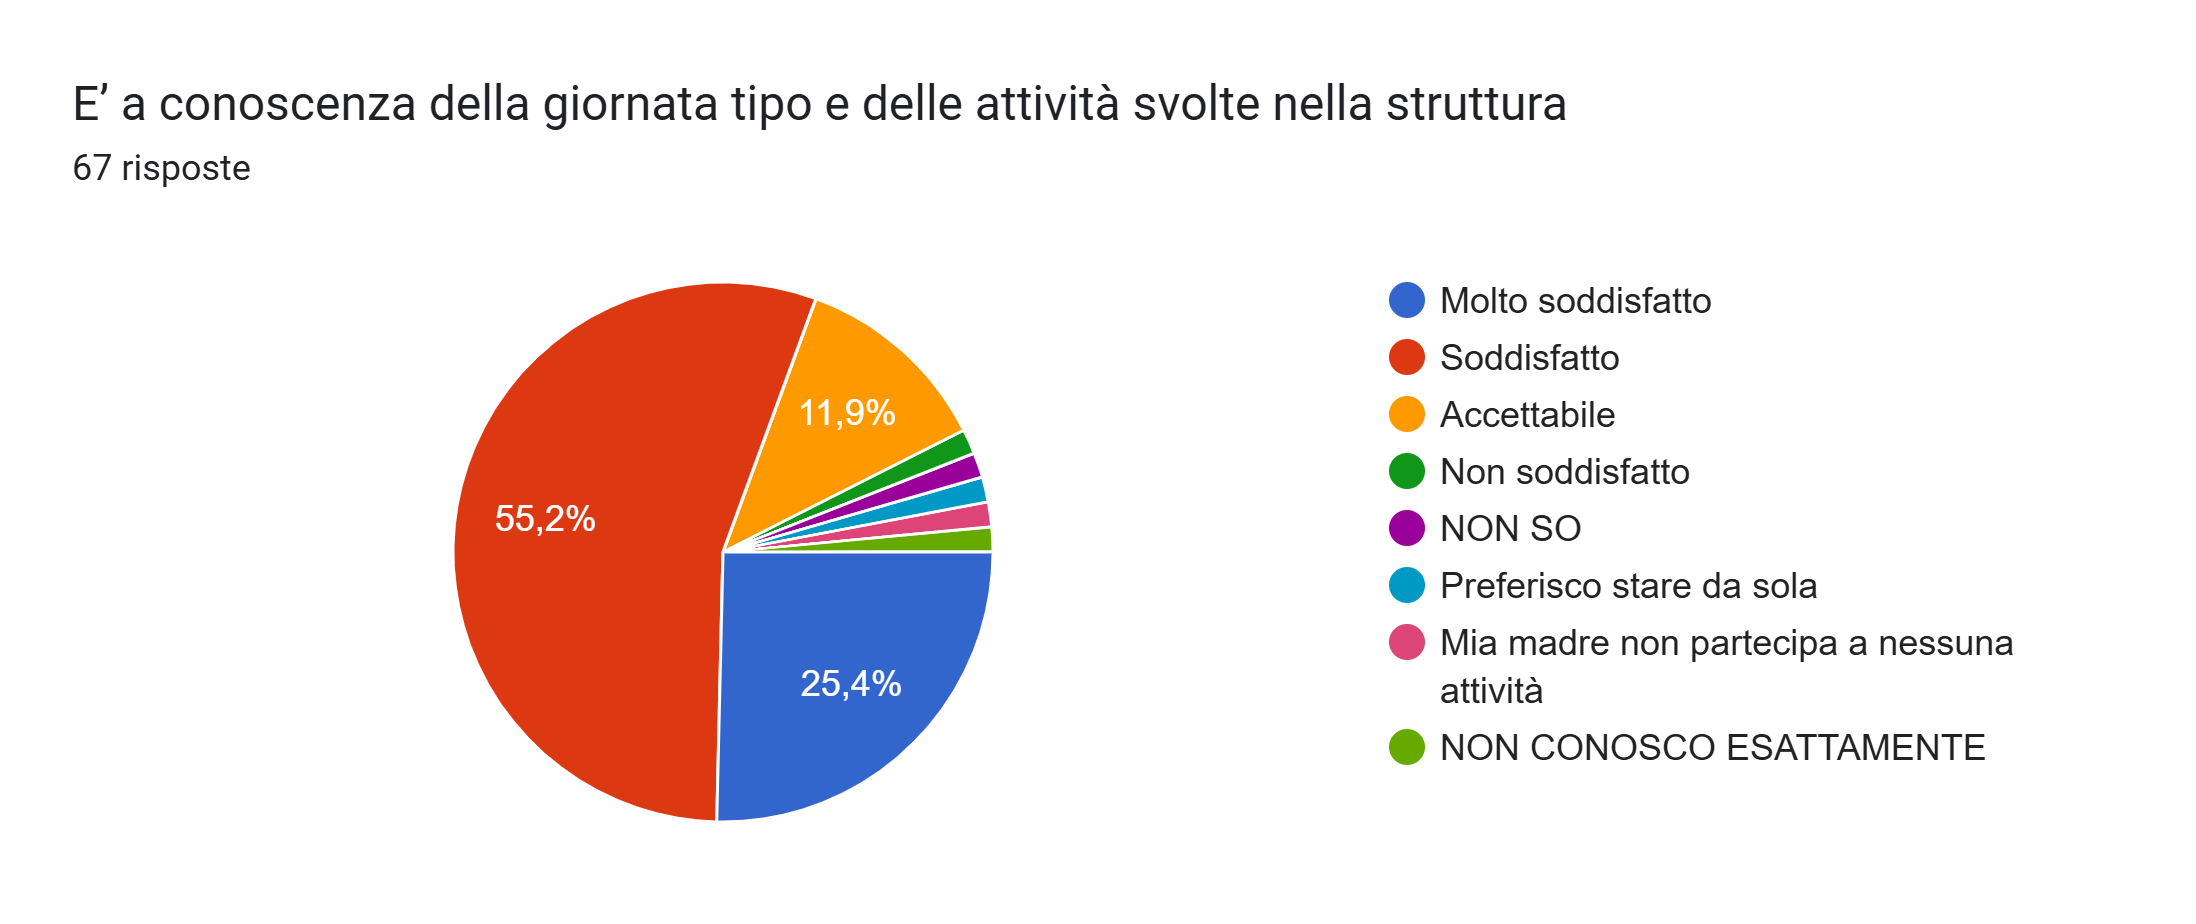 E’ a conoscenza della giornata tipo e delle attività svolte nella struttura
67 risposte
11,9%
55,2%
25,4%
Molto soddisfatto
Soddisfatto
Accettabile
Non soddisfatto
NON SO
Preferisco stare da sola
Mia madre non partecipa a nessuna
attività
NON CONOSCO ESATTAMENTE